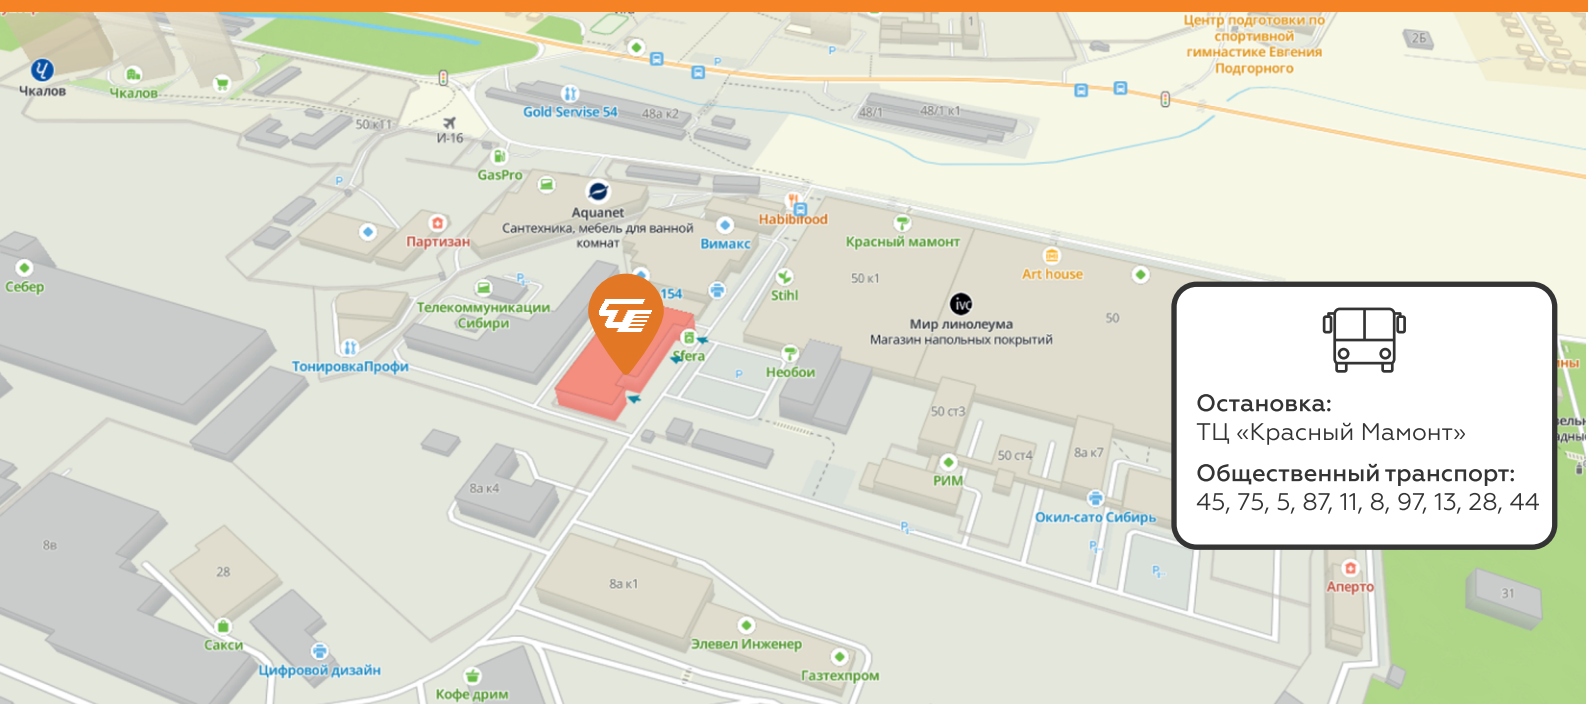 Центр подготовки по
спортивной
гимнастике Евгения
Подгорного
1
2Б
P
P
Чкалов
Чкалов
Gold Servise 54
48а к2
48/1
48/1 к1
50 к11
И-16
GasPro
P
Aquanet
Сантехника, мебель для ванной
комнат
Habibifood
Партизан
Вимакс
Красный мамонт
Art house
Себер
50 к1
Stihl
154
Телекоммуникации
Сибири
P
ivc
Мир линолеума
Магазин напольных покрытий
50
Sfera
ТонировкаПрофи
Необои
P
Остановка:
ТЦ «Красный Мамонт»
Общественный транспорт:
45, 75, 5, 87, 11, 8, 97, 13, 28, 44
50 ст3
50 ст4
8а к7
РИМ
8а к4
Окил-сато Сибирь
P
P
P
8в
28
8а к1
Аперто
31
Сакси
Элевел Инженер
Цифровой дизайн
Газтехпром
Кофе дрим